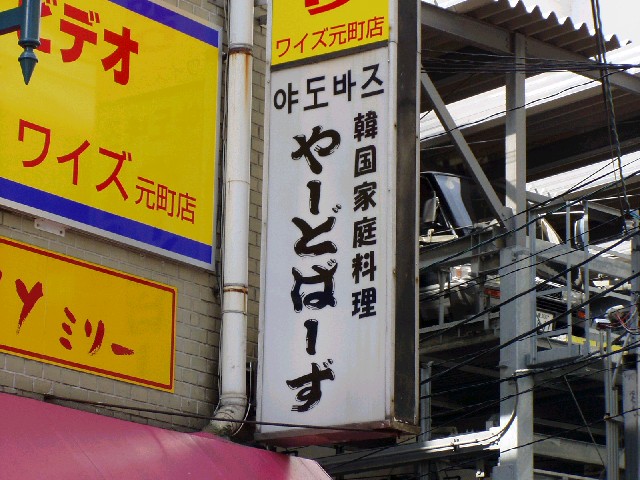 ビデオ
ワイズ元町店
ミリー
ワイズ元町店
야도바즈
韓国家庭料理
やーどばーず